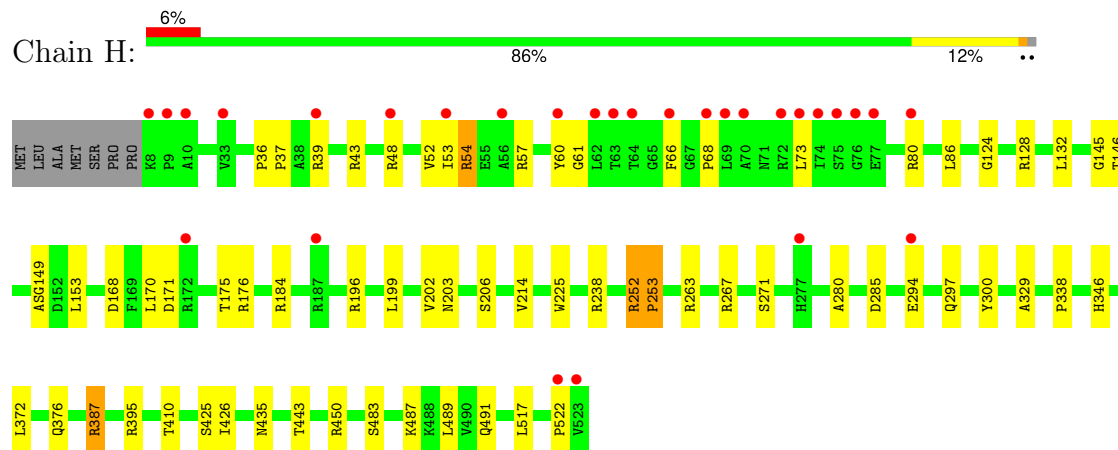 6%
Chain H:
86% 12% ••
MET LEU ALA MET SER PRO PRO K8 P9 A10 V33 P36 P37 A38 R39 R43 R48 V52 I53 R54 E55 A56 R57 Y60 G61 L62 T63 T64 G65 F66 G67 P68 L69 A70 N71 R72 L73 I74 S75 G76 E77 R80 L86 G124 R128 L132 G145 T146
ASG149 D152 L153 D168 F169 L170 D171 R172 T175 R176 R184 R187 R196 L199 V202 N203 S206 V214 W225 R238 R252 P253 R263 R267 S271 H277 A280 D285 E294 Q297 Y300 A329 P338 H346
L372 Q376 R387 R395 T410 S425 I426 N435 T443 R450 S483 K487 K488 L489 V490 Q491 L517 P522 V523